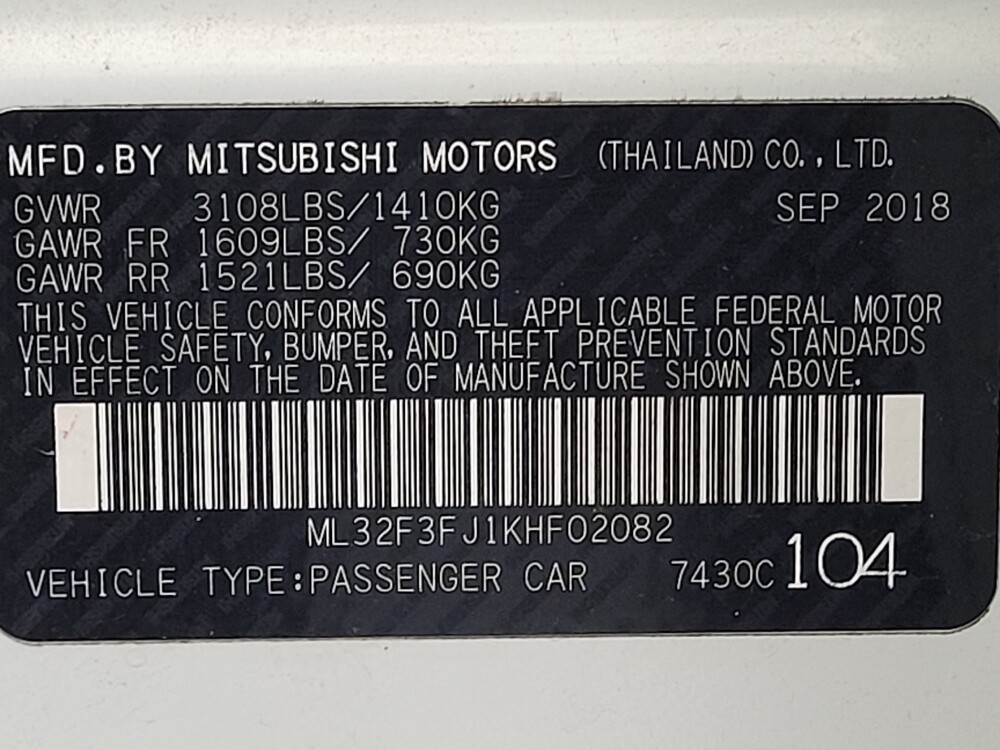 MFD.BY MITSUBISHI MOTORS (THAILAND) CO., LTD.
GVWR 3108LBS/1410KG SEP 2018
GAWR FR 1609LBS/ 730KG
GAWR RR 1521LBS/ 690KG
THIS VEHICLE CONFORMS TO ALL APPLICABLE FEDERAL MOTOR
VEHICLE SAFETY, BUMPER, AND THEFT PREVENTION STANDARDS
IN EFFECT ON THE DATE OF MANUFACTURE SHOWN ABOVE.
ML32F3FJ1KHF02082
VEHICLE TYPE:PASSENGER CAR 7430C 104